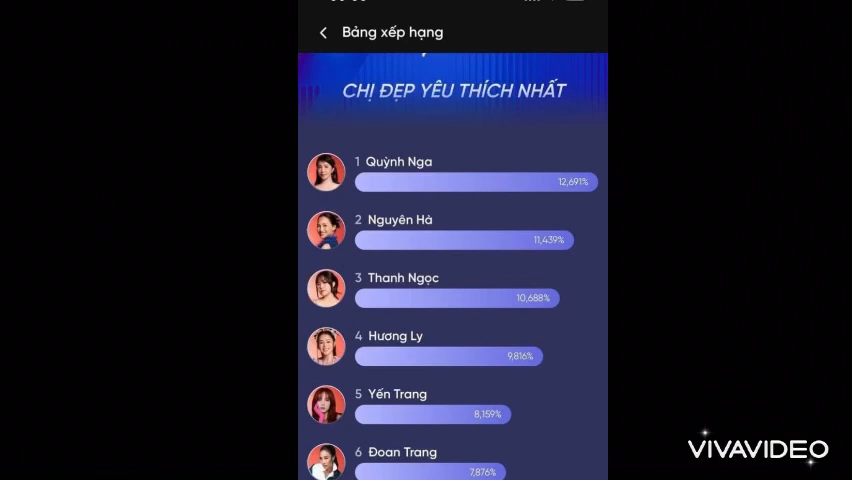 Bảng xếp hạng
CHỊ ĐẸP YÊU THÍCH NHẤT
1 Quỳnh Nga
12,691%
2 Nguyên Hà
11,439%
3 Thanh Ngọc
10,688%
4 Hương Ly
9,816%
5 Yến Trang
8,159%
6 Đoan Trang
7,876%
VIVAVIDEO